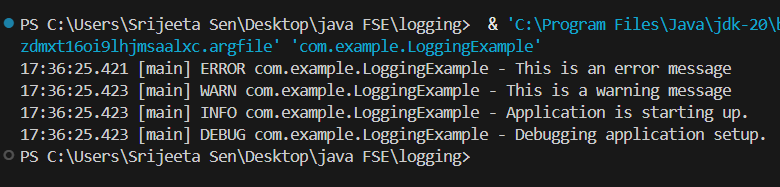 PS C:\Users\Srijeeta Sen\Desktop\java FSE\logging>  & 'C:\Program Files\Java\jdk-20\b
zdmxt16oi9lhjmsaalxc.argfile' 'com.example.LoggingExample'
17:36:25.421 [main] ERROR com.example.LoggingExample - This is an error message
17:36:25.423 [main] WARN com.example.LoggingExample - This is a warning message
17:36:25.423 [main] INFO com.example.LoggingExample - Application is starting up.
17:36:25.423 [main] DEBUG com.example.LoggingExample - Debugging application setup.
PS C:\Users\Srijeeta Sen\Desktop\java FSE\logging>